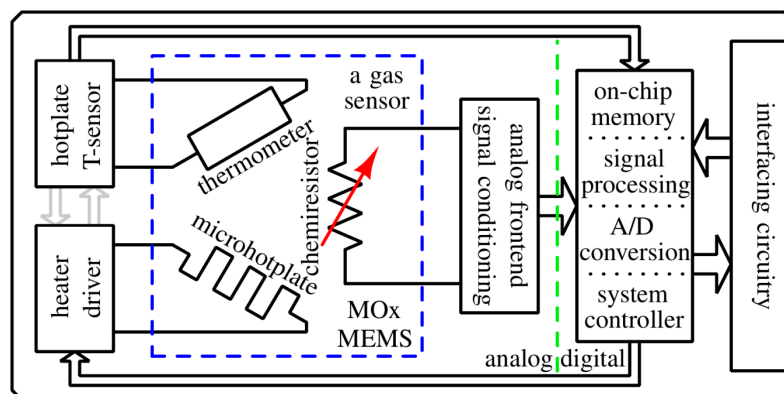 hotplate
T-sensor
heater
driver
thermometer
microhotplate
a gas
sensor
chemiresistor
MOx
MEMS
analog frontend
signal conditioning
analog
digital
on-chip
memory
signal
processing
A/D
conversion
system
controller
interfacing circuitry